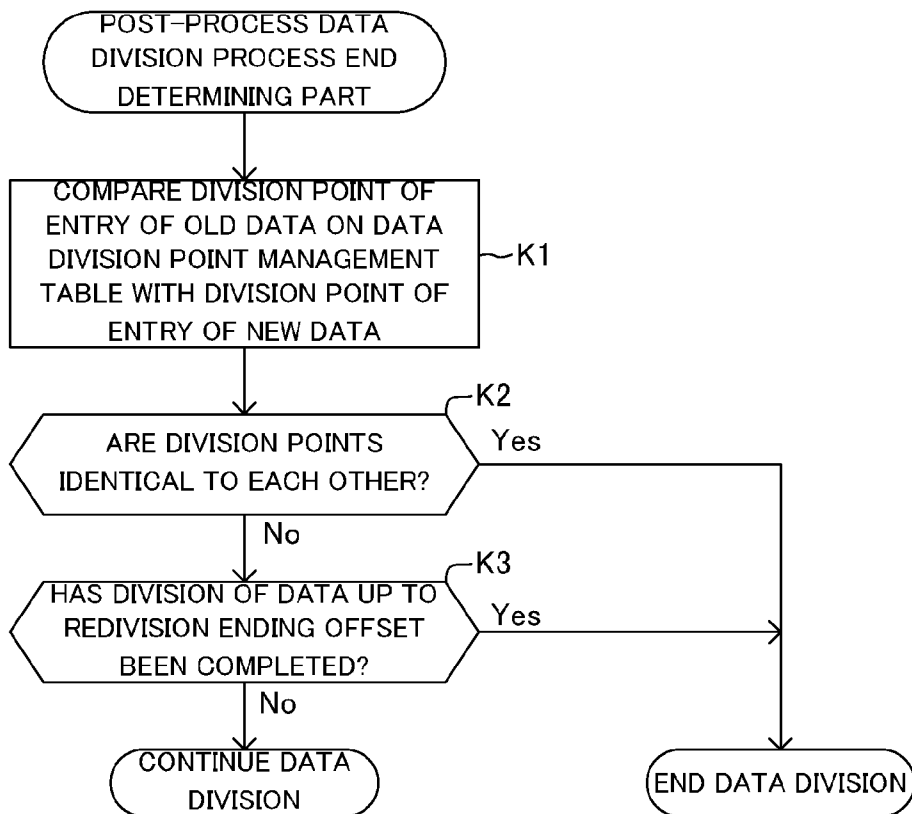 POST-PROCESS DATA
DIVISION PROCESS END
DETERMINING PART
COMPARE DIVISION POINT OF
ENTRY OF OLD DATA ON DATA
DIVISION POINT MANAGEMENT
TABLE WITH DIVISION POINT OF
ENTRY OF NEW DATA
K1
K2
ARE DIVISION POINTS
IDENTICAL TO EACH OTHER?
Yes
No
K3
HAS DIVISION OF DATA UP TO
REDIVISION ENDING OFFSET
BEEN COMPLETED?
Yes
No
CONTINUE DATA
DIVISION
END DATA DIVISION